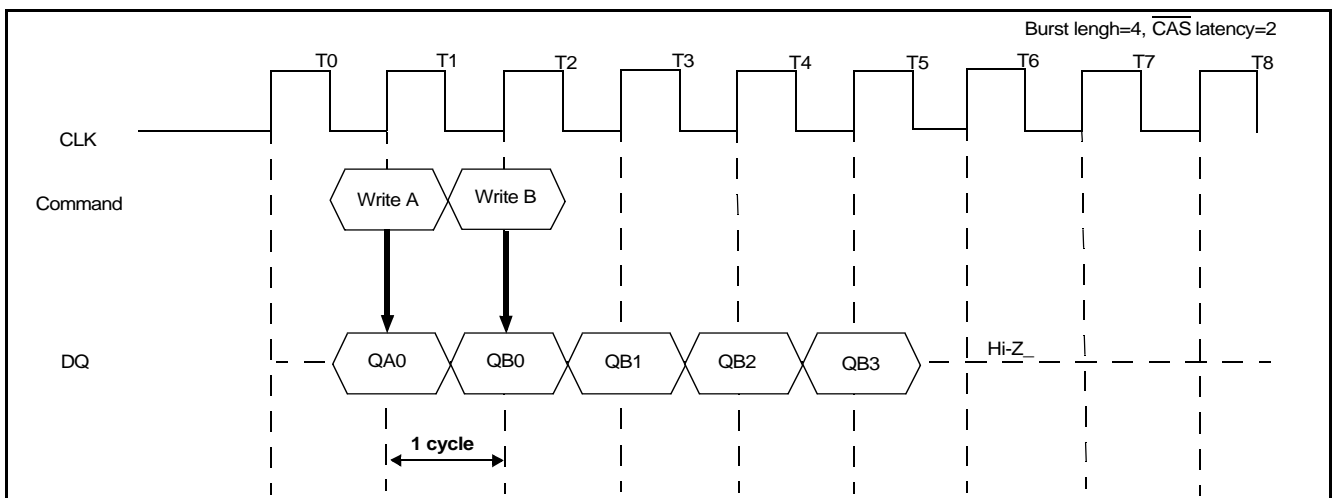 Burst lengh=4, CAS latency=2
T0 T1 T2 T3 T4 T5 T6 T7 T8
CLK
Command Write A Write B
DQ QA0 QB0 QB1 QB2 QB3 Hi-Z
1 cycle